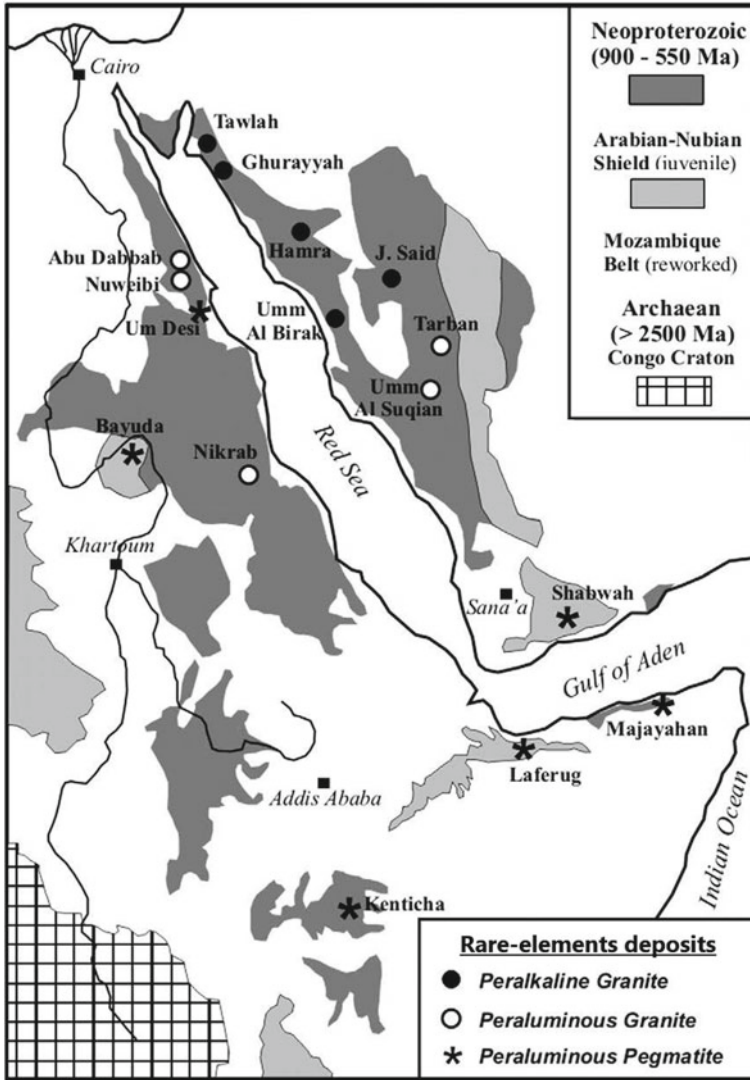 Cairo
Tawlah
Ghurayyah
Hamra
J. Said
Abu Dabbab
Nuweibi
Um Desi
Umm
Al Birak
Tarban
Umm
Al Suqian
Bayuda
Nikrab
Red Sea
Khartoum
Sana'a
Shabwah
Gulf of Aden
Majayahan
Laferug
Addis Ababa
Indian Ocean
Kenticha
Neoproterozoic
(900 - 550 Ma)
Arabian-Nubian
Shield (iuvenile)
Mozambique
Belt (reworked)
Archaean
(> 2500 Ma)
Congo Craton
Rare-elements deposits
Peralkaline Granite
Peraluminous Granite
Peraluminous Pegmatite